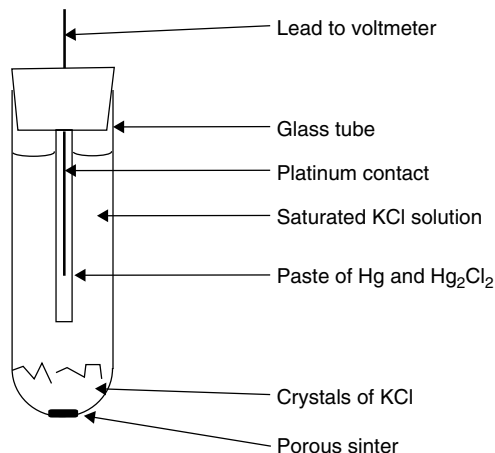 Lead to voltmeter
Glass tube
Platinum contact
Saturated KCl solution
Paste of Hg and Hg₂Cl₂
Crystals of KCl
Porous sinter